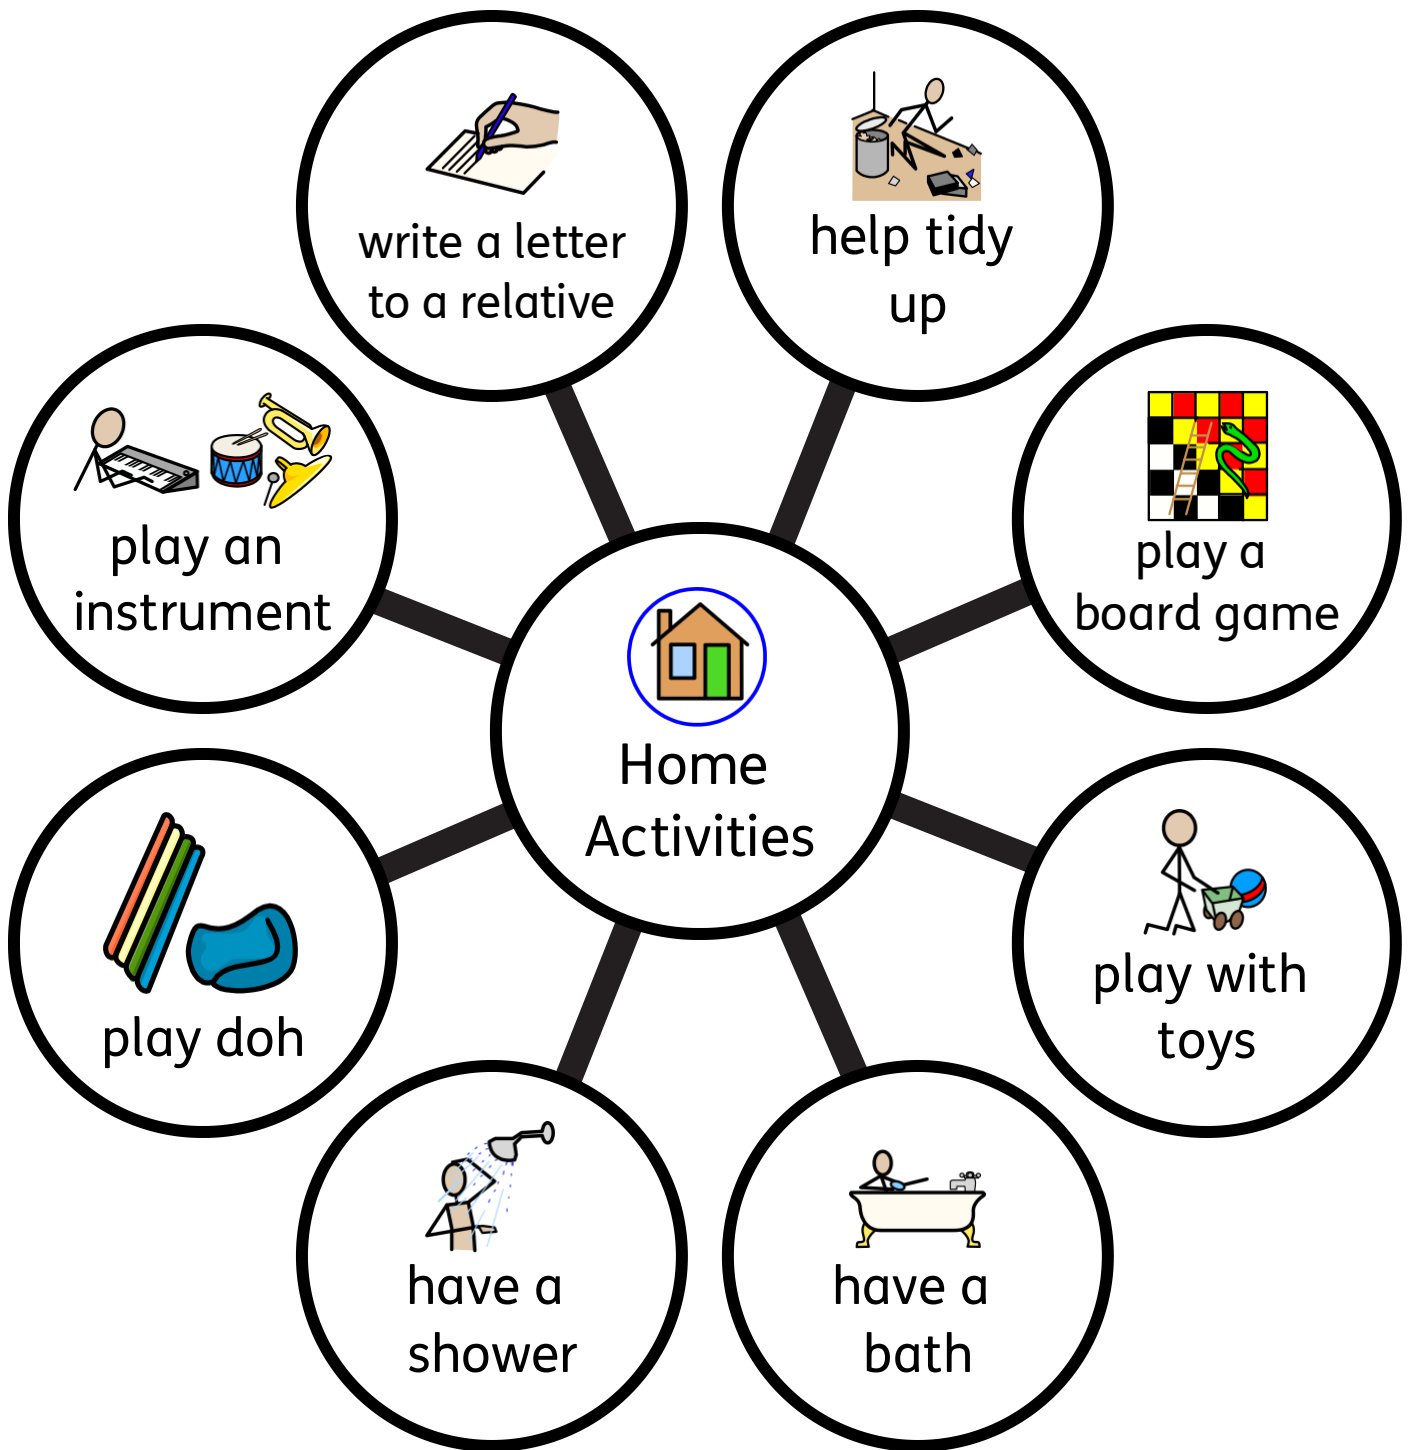 write a letter
to a relative
help tidy
up
play an
instrument
play a
board game
Home
Activities
play doh
play with
toys
have a
shower
have a
bath